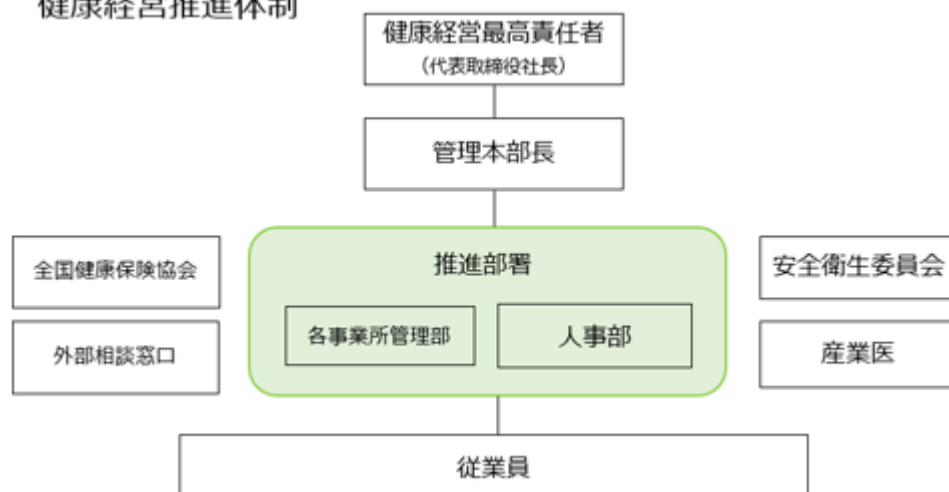 健康経営推進体制
健康経営最高責任者
（代表取締役社長）
管理本部長
全国健康保険協会
外部相談窓口
推進部署
各事業所管理部
人事部
安全衛生委員会
産業医
従業員